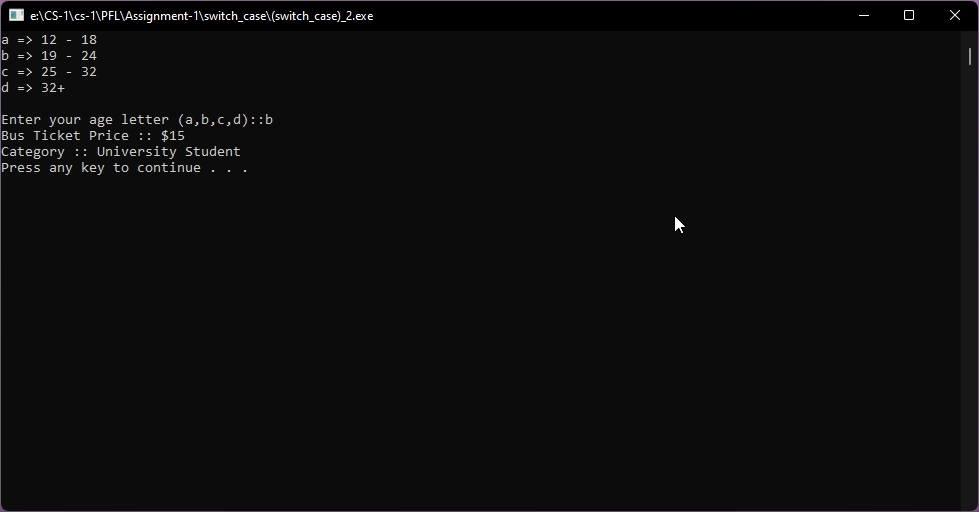 e:\CS-1\cs-1\PFL\Assignment-1\switch_case\(switch_case)_2.exe
a => 12 - 18
b => 19 - 24
c => 25 - 32
d => 32+
Enter your age letter (a,b,c,d)::b
Bus Ticket Price :: $15
Category :: University Student
Press any key to continue . . .